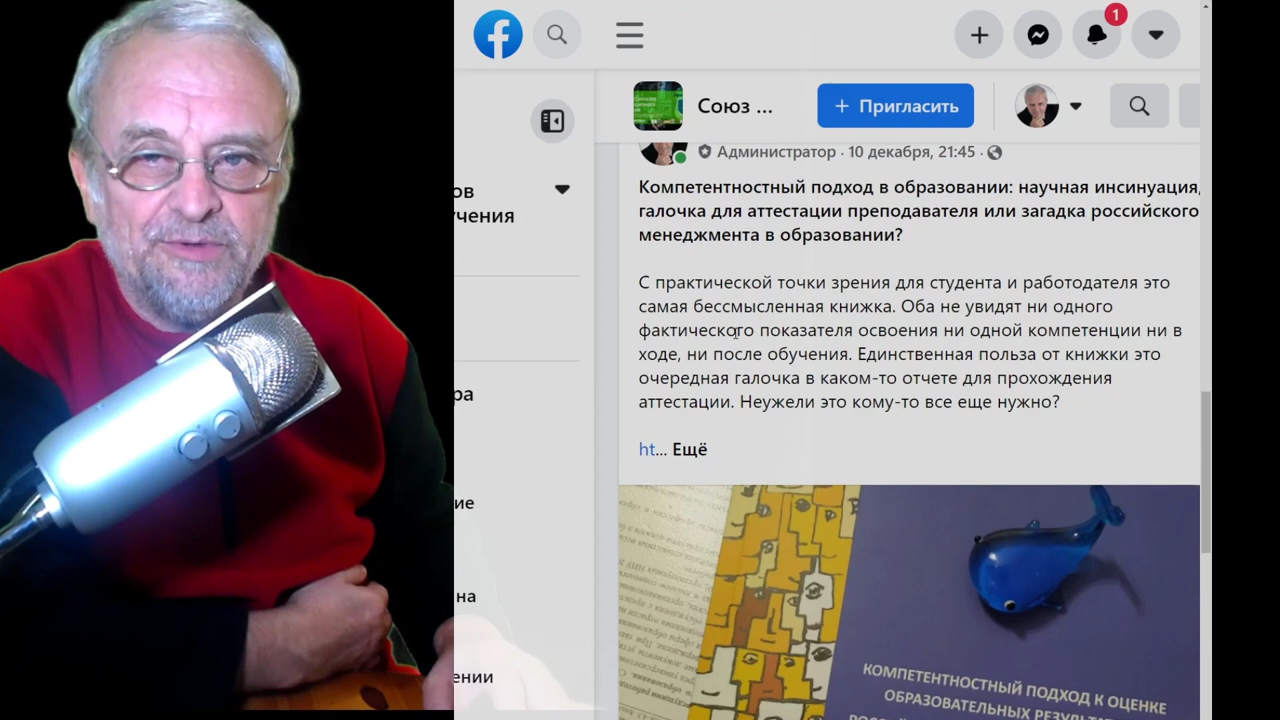 1
Союз ...
+ Пригласить
ов
чения
Администратор · 10 декабря, 21:45 ·
Компетентностный подход в образовании: научная инсинуация,
галочка для аттестации преподавателя или загадка российского
менеджмента в образовании?
С практической точки зрения для студента и работодателя это
самая бессмысленная книжка. Оба не увидят ни одного
фактического показателя освоения ни одной компетенции ни в
ходе, ни после обучения. Единственная польза от книжки это
очередная галочка в каком-то отчете для прохождения
аттестации. Неужели это кому-то все еще нужно?
ра
ht... Ещё
ие
на
ении
КОМПЕТЕНТНОСТНЫЙ ПОДХОД К ОЦЕНКЕ
ОБРАЗОВАТЕЛЬНЫХ